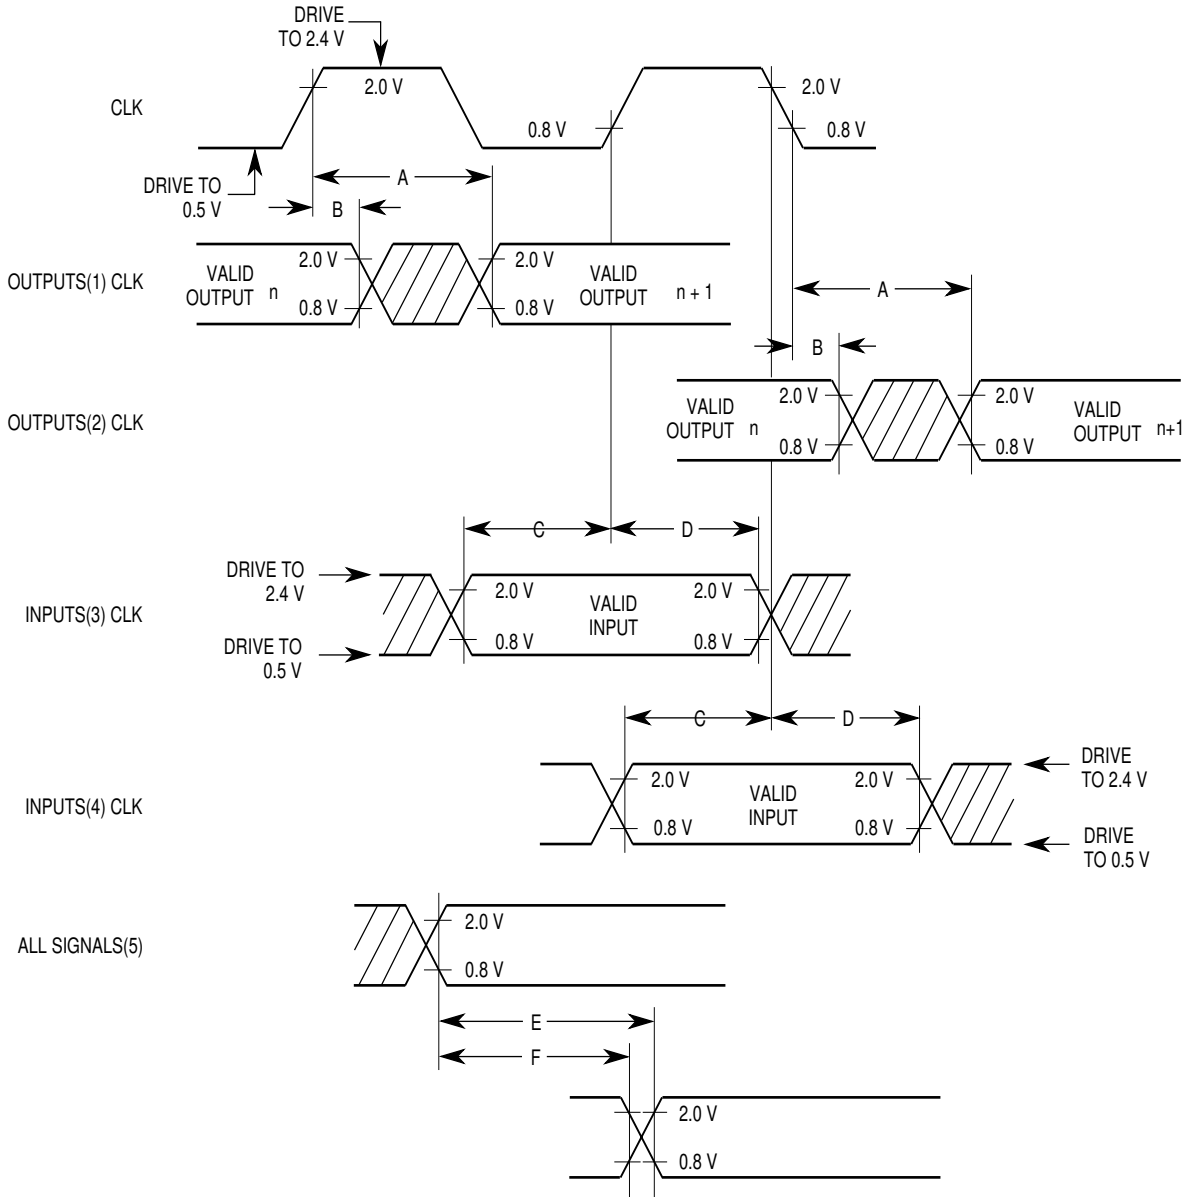 DRIVE
TO 2.4 V
2.0 V
2.0 V
CLK
0.8 V
0.8 V
DRIVE TO
0.5 V
A
B
OUTPUTS(1) CLK
VALID
OUTPUT n
2.0 V
0.8 V
2.0 V
0.8 V
VALID
OUTPUT n + 1
A
B
OUTPUTS(2) CLK
VALID
OUTPUT n
2.0 V
0.8 V
2.0 V
0.8 V
VALID
OUTPUT n+1
C
D
DRIVE TO
2.4 V
INPUTS(3) CLK
DRIVE TO
0.5 V
2.0 V
0.8 V
VALID
INPUT
2.0 V
0.8 V
C
D
INPUTS(4) CLK
2.0 V
0.8 V
VALID
INPUT
2.0 V
0.8 V
DRIVE
TO 2.4 V
DRIVE
TO 0.5 V
ALL SIGNALS(5)
2.0 V
0.8 V
E
F
2.0 V
0.8 V